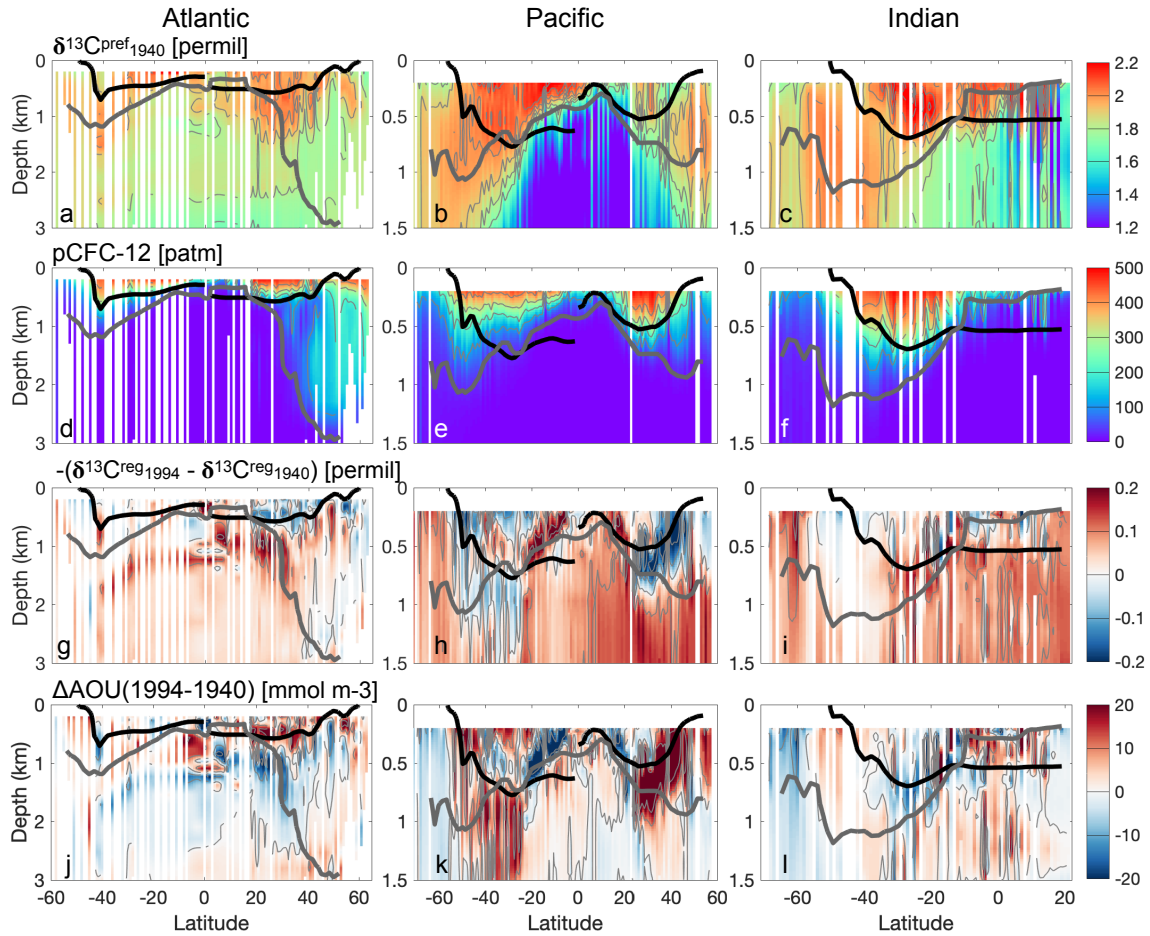 Atlantic Pacific Indian
δ¹³Cᵖʳᵉᶠ₁₉₄₀ [permil]
0
1
2
3
Depth (km)
a
0
0.5
1
1.5
b
0
0.5
1
1.5
c
2.2
2
1.8
1.6
1.4
1.2
pCFC-12 [patm]
0
1
2
3
Depth (km)
d
0
0.5
1
1.5
e
0
0.5
1
1.5
f
500
400
300
200
100
0
-(δ¹³Cʳᵉᵍ₁₉₉₄ - δ¹³Cʳᵉᵍ₁₉₄₀) [permil]
0
1
2
3
Depth (km)
g
0
0.5
1
1.5
h
0
0.5
1
1.5
i
0.2
0.1
0
-0.1
-0.2
ΔAOU(1994-1940) [mmol m-3]
0
1
2
3
Depth (km)
j
0
0.5
1
1.5
k
0
0.5
1
1.5
l
20
10
0
-10
-20
-60 -40 -20 0 20 40 60
-60 -40 -20 0 20 40 60
-60 -40 -20 0 20
Latitude Latitude Latitude